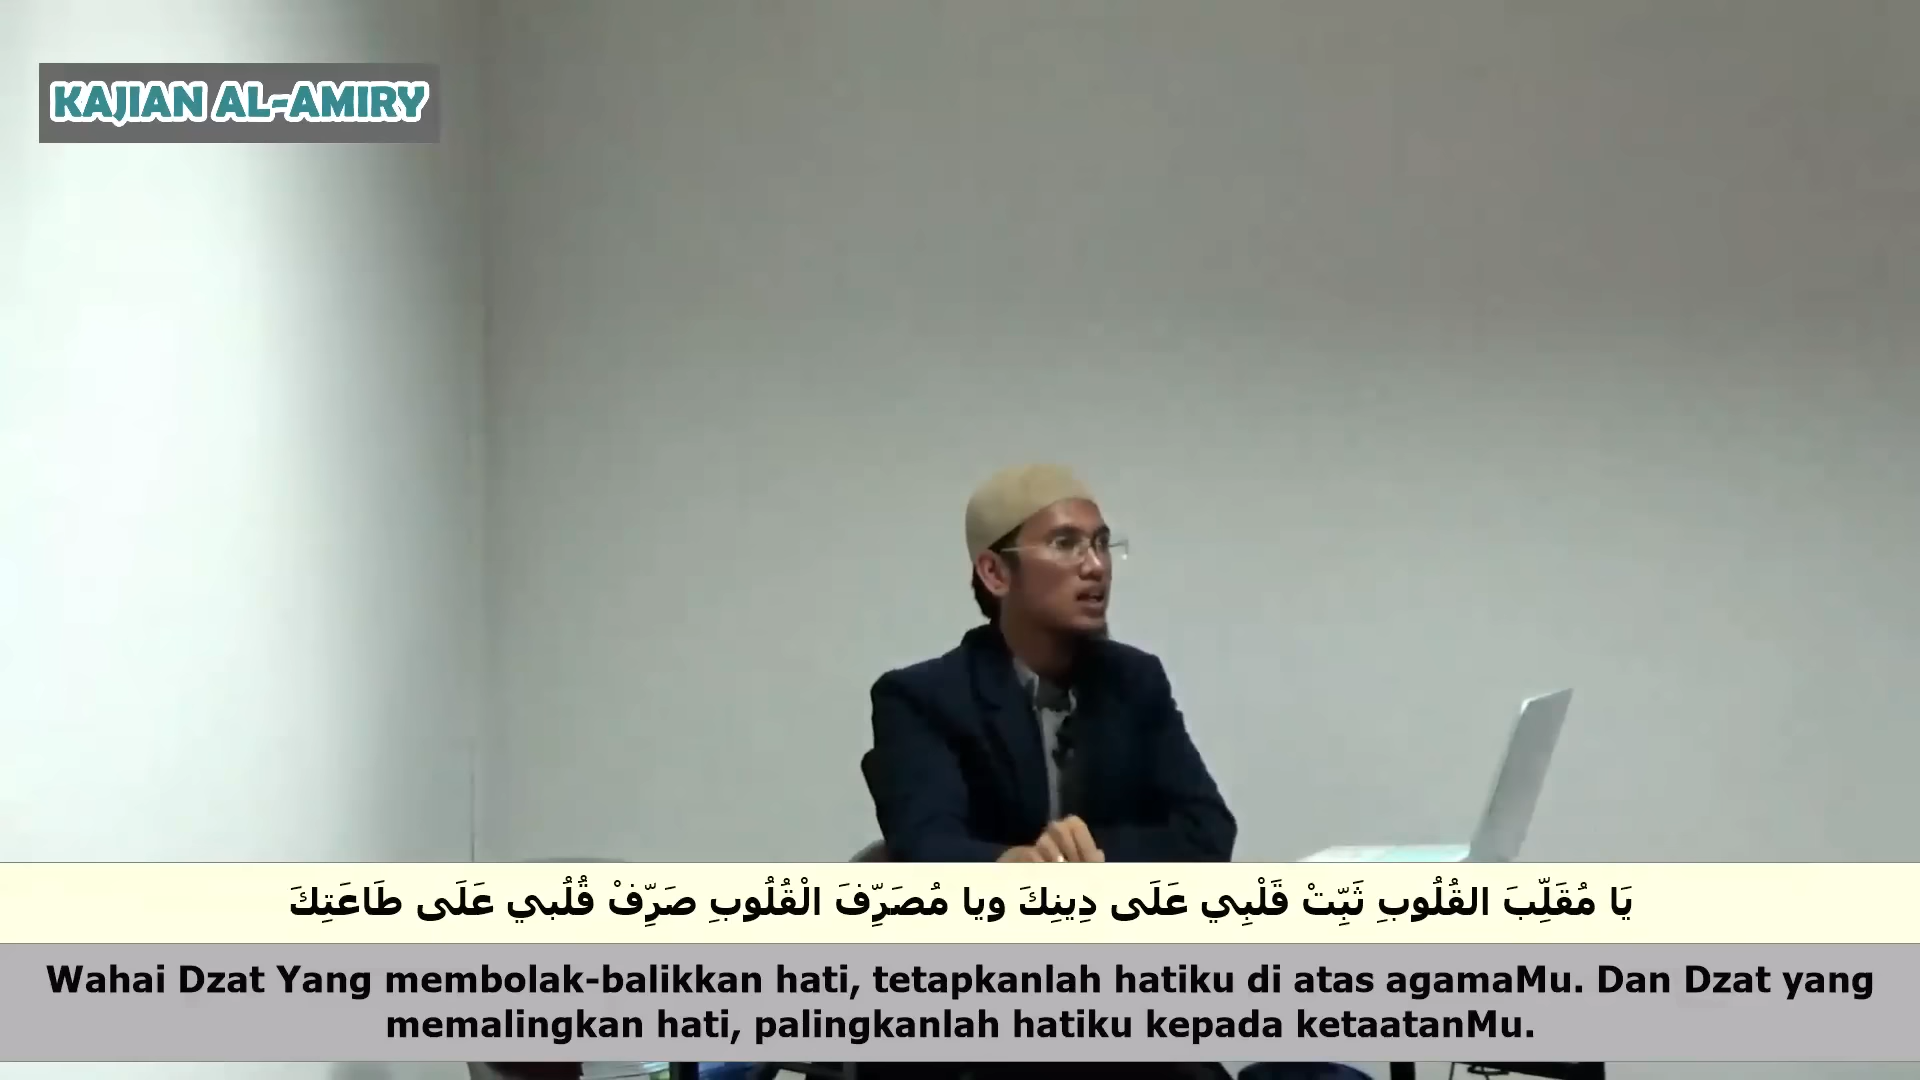 KAJIAN AL-AMIRY
يَا مُقَلِّبَ القُلُوبِ ثَبِّتْ قَلْبِي عَلَى دِينِكَ ويا مُصَرِّفَ الْقُلُوبِ صَرِّفْ قُلُبي عَلَى طَاعَتِكَ
Wahai Dzat Yang membolak-balikkan hati, tetapkanlah hatiku di atas agamaMu. Dan Dzat yang
memalingkan hati, palingkanlah hatiku kepada ketaatanMu.